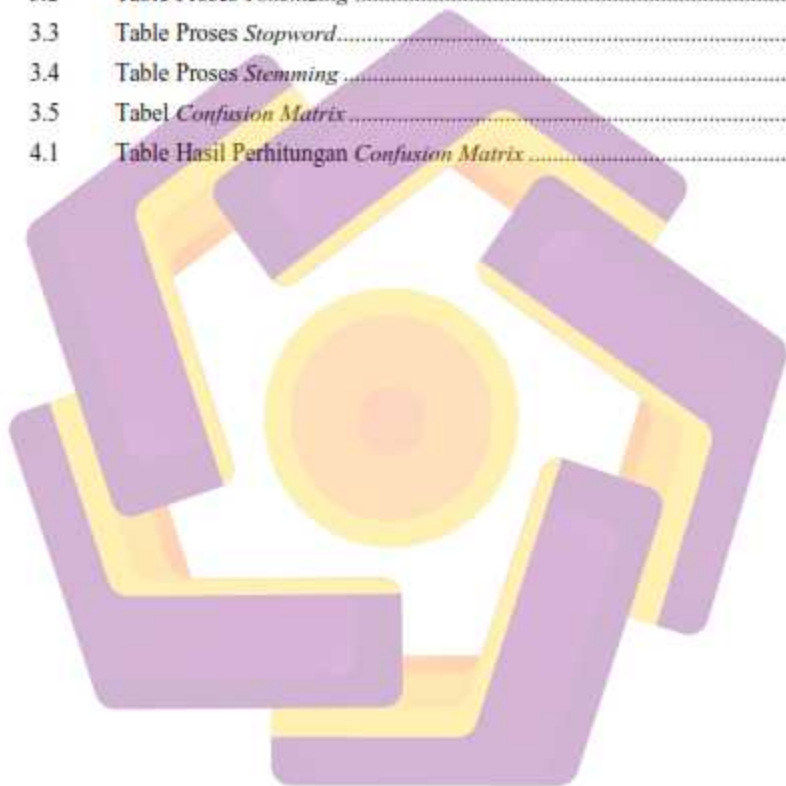 3.3 Table Proses Stopword..........................................................................
3.4 Table Proses Stemming.........................................................................
3.5 Tabel Confusion Matrix.........................................................................
4.1 Table Hasil Perhitungan Confusion Matrix............................................